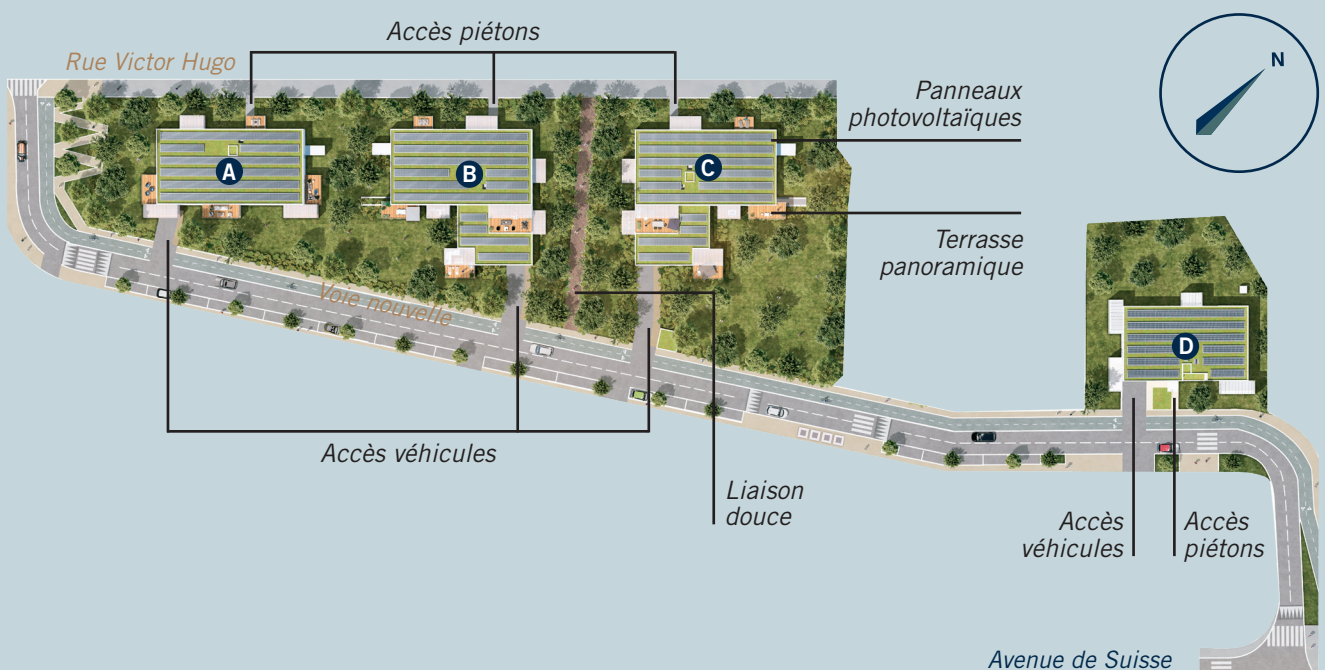 Accès piétons
Rue Victor Hugo
N
Panneaux
photovoltaïques
A
B
C
Terrasse
panoramique
Voie nouvelle
D
Accès véhicules
Liaison
douce
Accès
véhicules
Accès
piétons
Avenue de Suisse